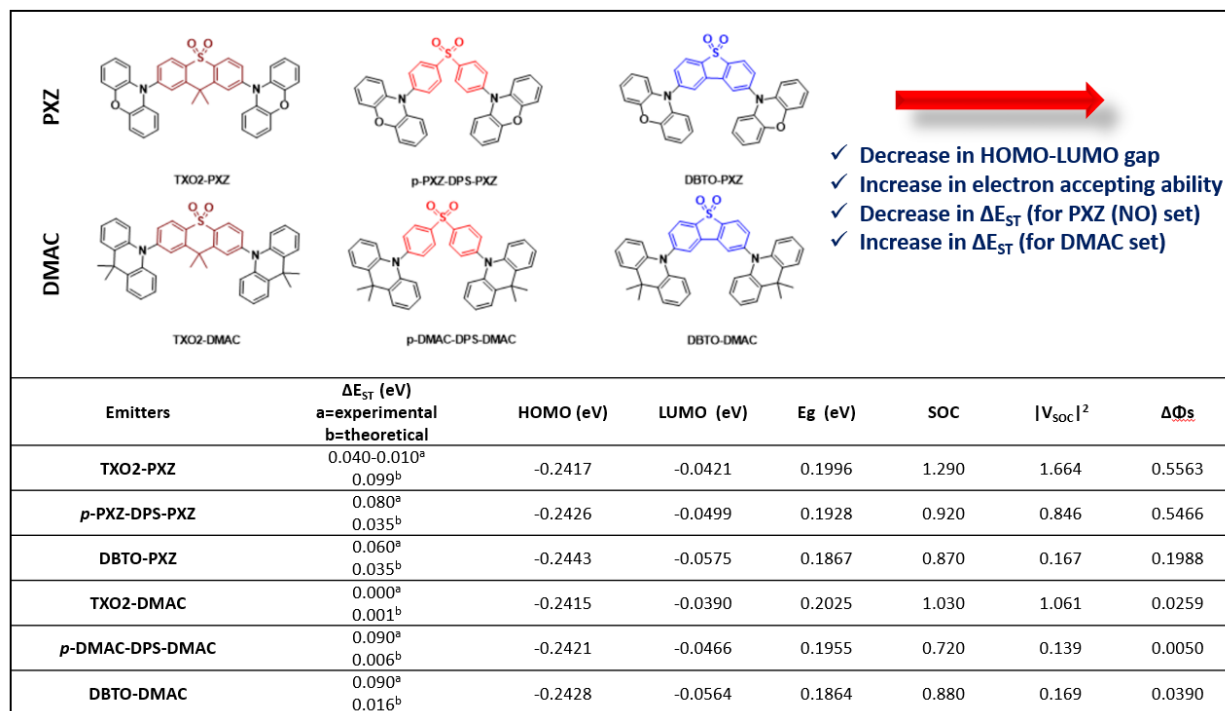 PXZ
O O
S
N
N
O
O
TXO2-PXZ
O O
S
N
N
O
O
p-PXZ-DPS-PXZ
O O
S
N
N
O
O
DBTO-PXZ
✓ Decrease in HOMO-LUMO gap
✓ Increase in electron accepting ability
✓ Decrease in ΔE_ST (for PXZ (NO) set)
✓ Increase in ΔE_ST (for DMAC set)
DMAC
O O
S
N
N
TXO2-DMAC
O O
S
N
N
p-DMAC-DPS-DMAC
O O
S
N
N
DBTO-DMAC
Emitters ΔE_ST (eV) a=experimental b=theoretical HOMO (eV) LUMO (eV) Eg (eV) SOC |V_SOC|² ΔΦs
TXO2-PXZ 0.040-0.010ᵃ 0.099ᵇ -0.2417 -0.0421 0.1996 1.290 1.664 0.5563
p-PXZ-DPS-PXZ 0.080ᵃ 0.035ᵇ -0.2426 -0.0499 0.1928 0.920 0.846 0.5466
DBTO-PXZ 0.060ᵃ 0.035ᵇ -0.2443 -0.0575 0.1867 0.870 0.167 0.1988
TXO2-DMAC 0.000ᵃ 0.001ᵇ -0.2415 -0.0390 0.2025 1.030 1.061 0.0259
p-DMAC-DPS-DMAC 0.090ᵃ 0.006ᵇ -0.2421 -0.0466 0.1955 0.720 0.139 0.0050
DBTO-DMAC 0.090ᵃ 0.016ᵇ -0.2428 -0.0564 0.1864 0.880 0.169 0.0390